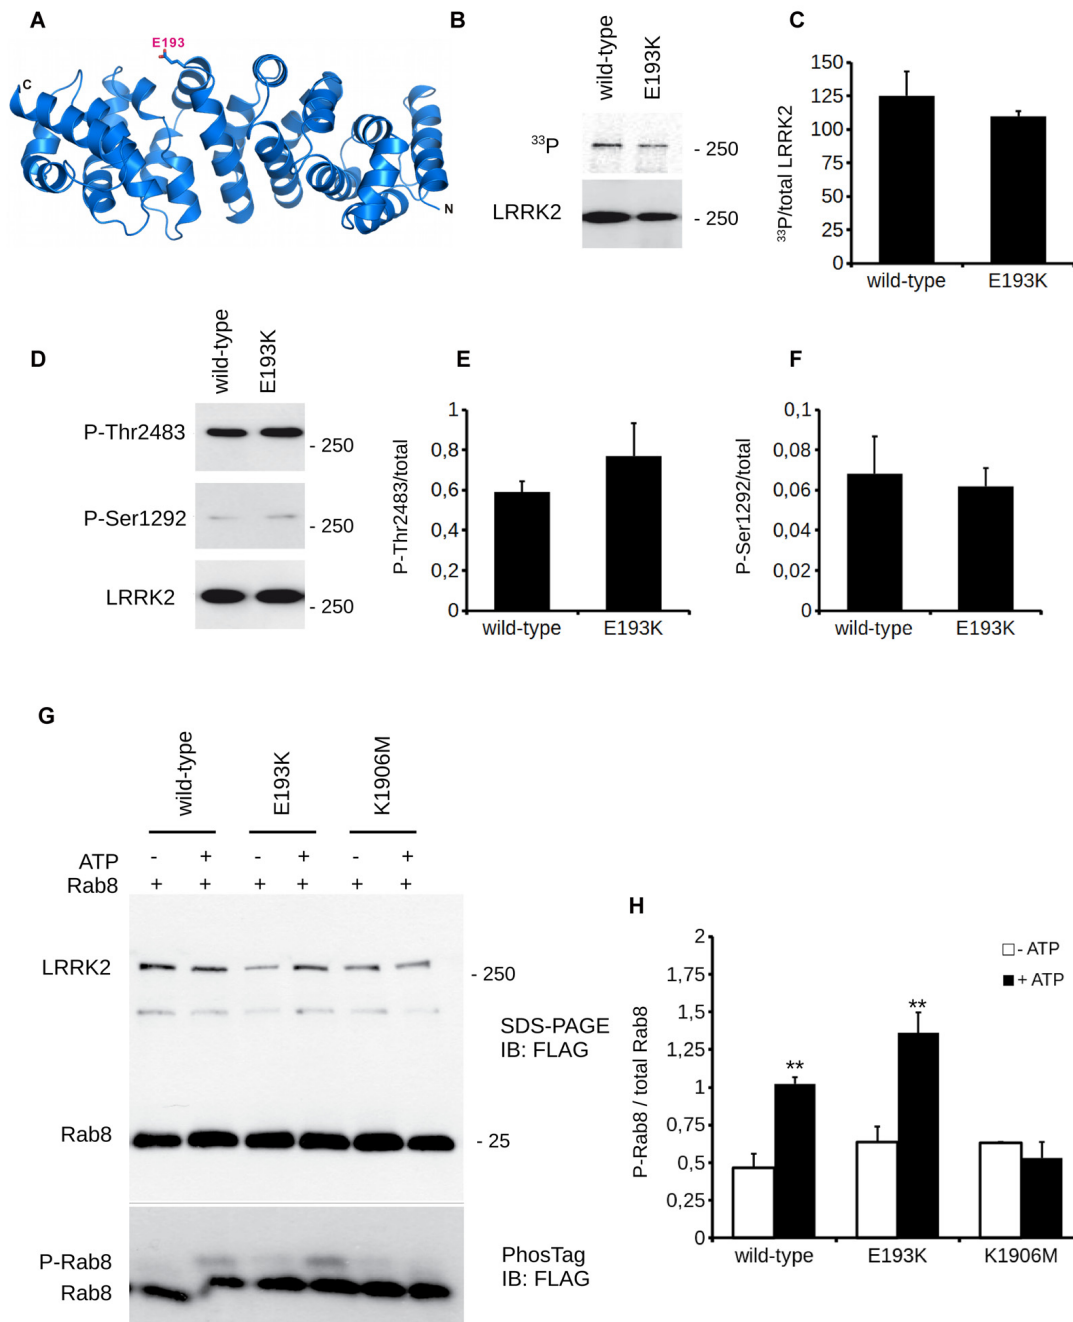 A
E193
C
N
B
wild-type
E193K
³³P
- 250
LRRK2
- 250
C
³³P/total LRRK2
150
125
100
75
50
25
0
wild-type
E193K
D
wild-type
E193K
P-Thr2483
- 250
P-Ser1292
- 250
LRRK2
- 250
E
P-Thr2483/total
1
0,8
0,6
0,4
0,2
0
wild-type
E193K
F
P-Ser1292/total
0,1
0,08
0,06
0,04
0,02
0
wild-type
E193K
G
wild-type
E193K
K1906M
ATP - + - + - +
Rab8 + + + + + +
LRRK2
- 250
SDS-PAGE
IB: FLAG
Rab8
- 25
P-Rab8
Rab8
PhosTag
IB: FLAG
H
P-Rab8 / total Rab8
2
1,75
1,5
1,25
1
0,75
0,5
0,25
0
- ATP
+ ATP
**
**
wild-type
E193K
K1906M